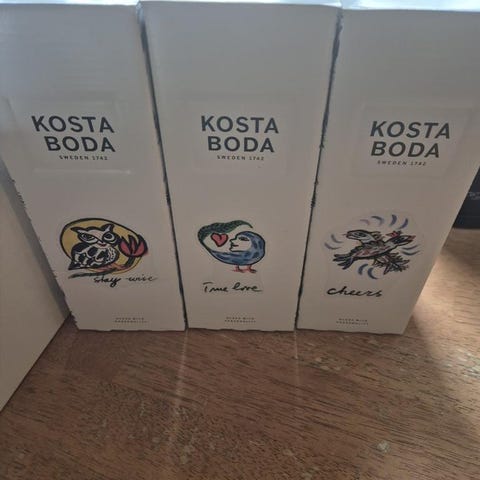 KOSTA
BODA
SWEDEN 1742
stay wise
KOSTA
BODA
SWEDEN 1742
True love
KOSTA
BODA
SWEDEN 1742
cheers